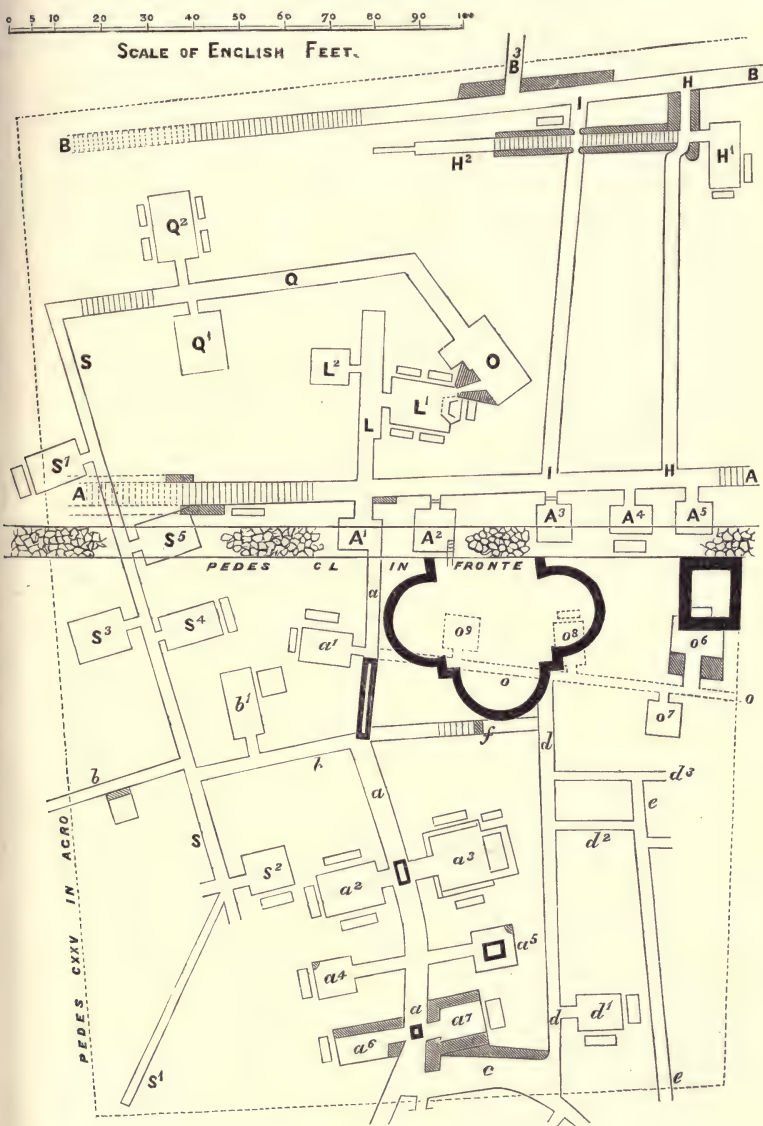 0 5 10 20 30 40 50 60 70 80 90 100
SCALE OF ENGLISH FEET.
3
B
H
B
I
B
H²
H¹
Q²
Q
Q¹
O
S
L²
L¹
L
S⁷
I
H
A
A
A¹
A²
A³
A⁴
A⁵
S⁵
PEDES CL IN FRONTE
a
S³
S⁴
a¹
o⁹
o⁸
o⁶
o
o
b¹
o⁷
f
d
b
h
a
d³
e
S
d²
PEDES CXXV IN AGRO
S²
a²
a³
a⁴
a⁵
a
a⁶
a⁷
d
d¹
c
S¹
e